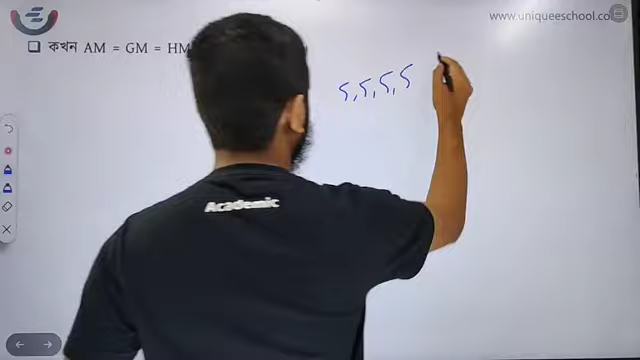 www.uniqueeschool.co
কখন AM = GM = HM
5, 5, 5, 5
Academic